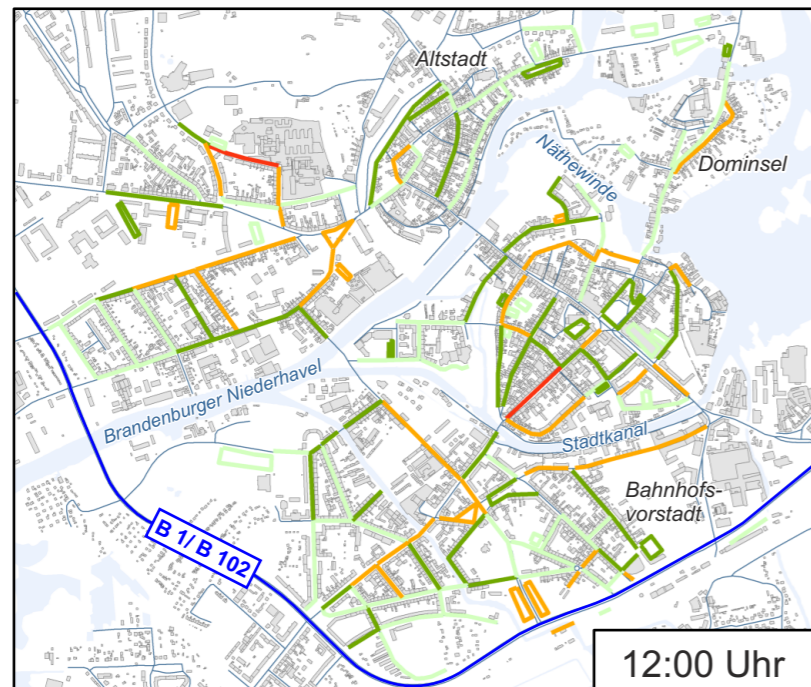 Altstadt
Näthewinde
Dominsel
Brandenburger Niederhavel
Stadtkanal
Bahnhofs-
vorstadt
B 1/ B 102
12:00 Uhr